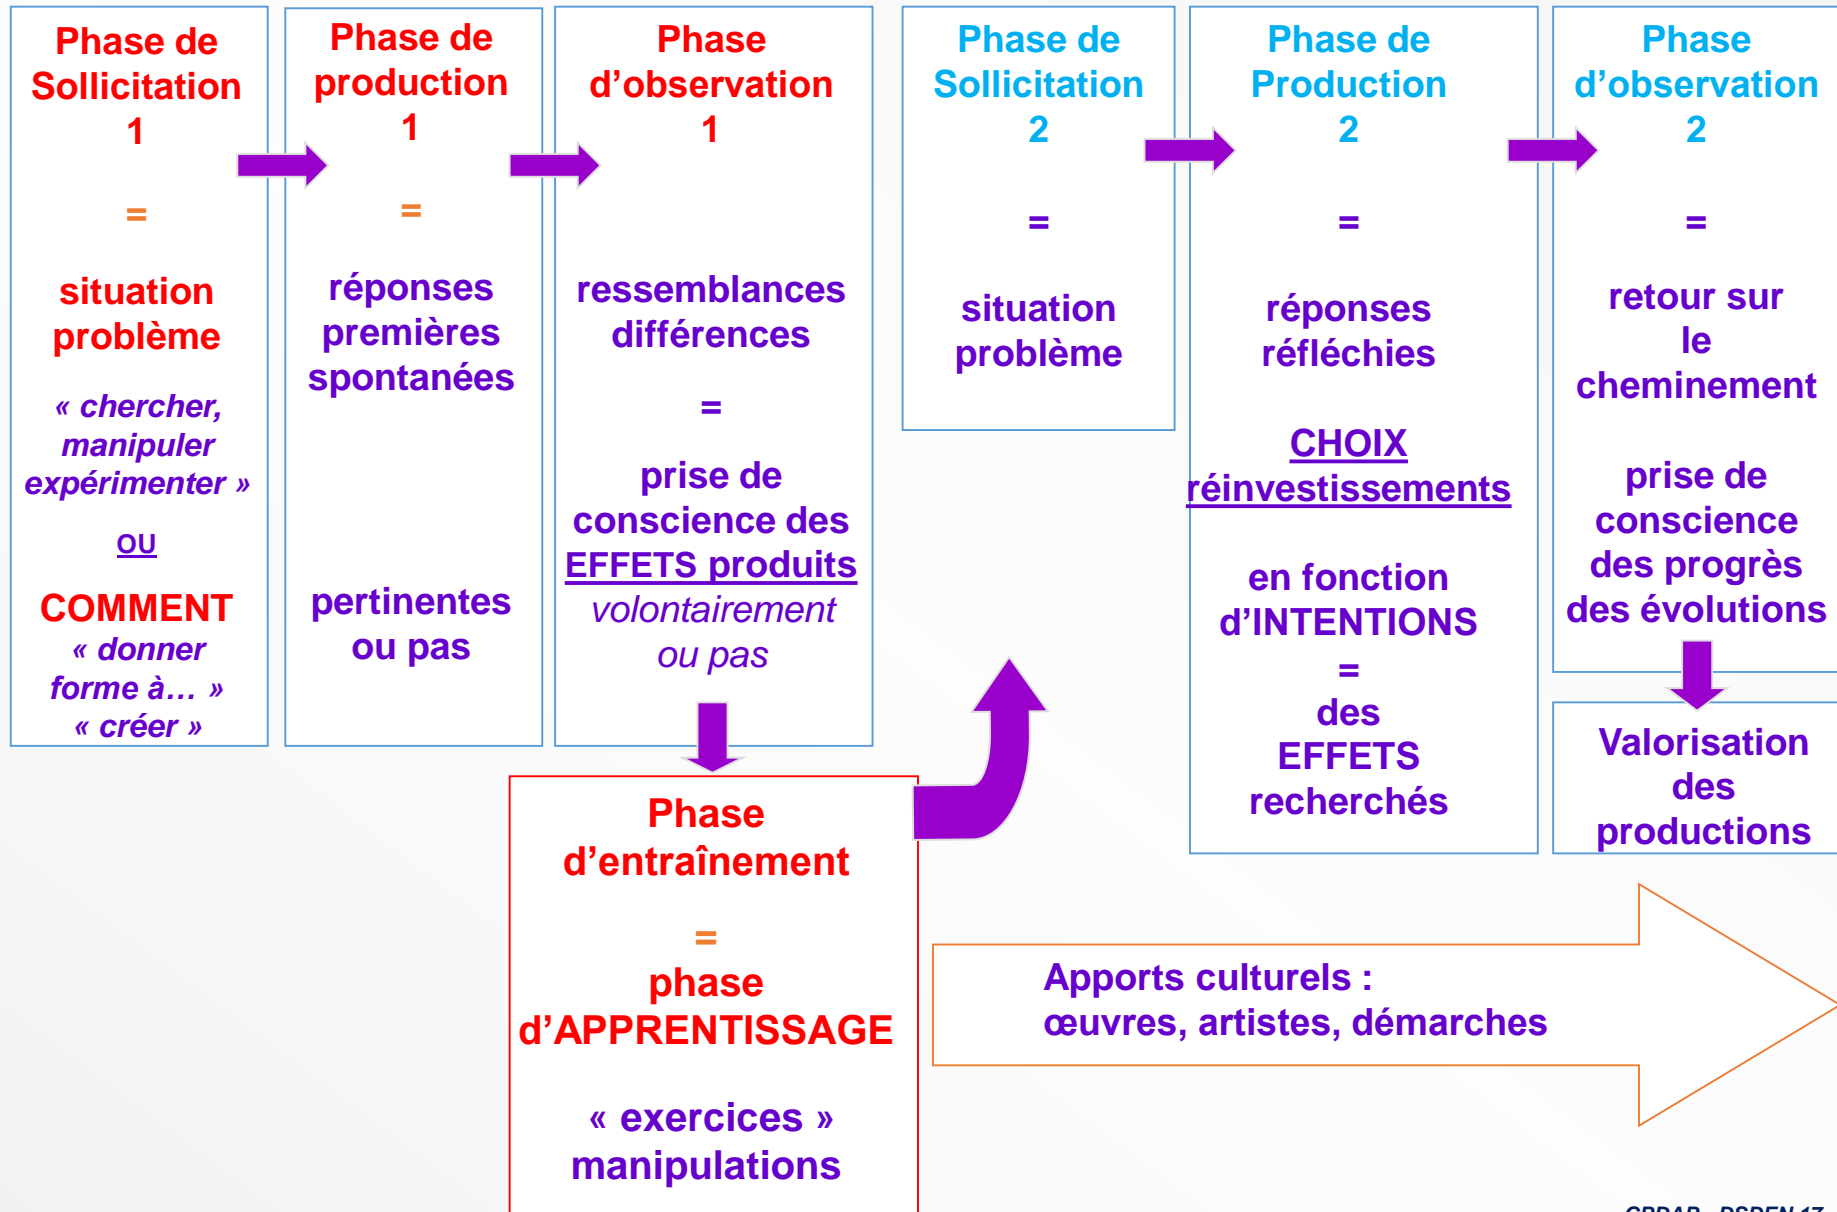 Phase de
Sollicitation
1
=
situation
problème
« chercher,
manipuler
expérimenter »
OU
COMMENT
« donner
forme à… »
« créer »
Phase de
production
1
=
réponses
premières
spontanées
pertinentes
ou pas
Phase
d’observation
1
ressemblances
différences
=
prise de
conscience des
EFFETS produits
volontairement
ou pas
Phase
d’entraînement
=
phase
d’APPRENTISSAGE
« exercices »
manipulations
Phase de
Sollicitation
2
=
situation
problème
Phase de
Production
2
=
réponses
réfléchies
CHOIX
réinvestissements
en fonction
d’INTENTIONS
=
des
EFFETS
recherchés
Phase
d’observation
2
=
retour sur
le
cheminement
prise de
conscience
des progrès
des évolutions
Valorisation
des
productions
Apports culturels :
œuvres, artistes, démarches
DSDEN 17